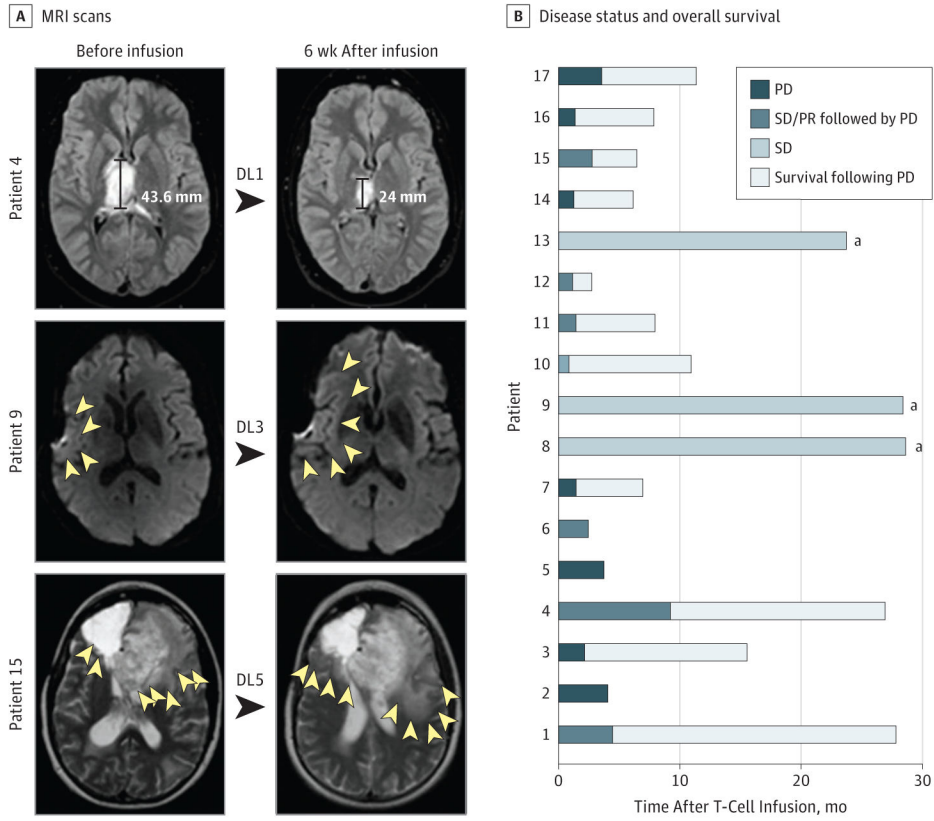 A MRI scans
Before infusion
6 wk After infusion
Patient 4
43.6 mm
DL1
24 mm
Patient 9
DL3
Patient 15
DL5
B Disease status and overall survival
PD
SD/PR followed by PD
SD
Survival following PD
Patient
17
16
15
14
13
a
12
11
10
9
a
8
a
7
6
5
4
3
2
1
0
10
20
30
Time After T-Cell Infusion, mo